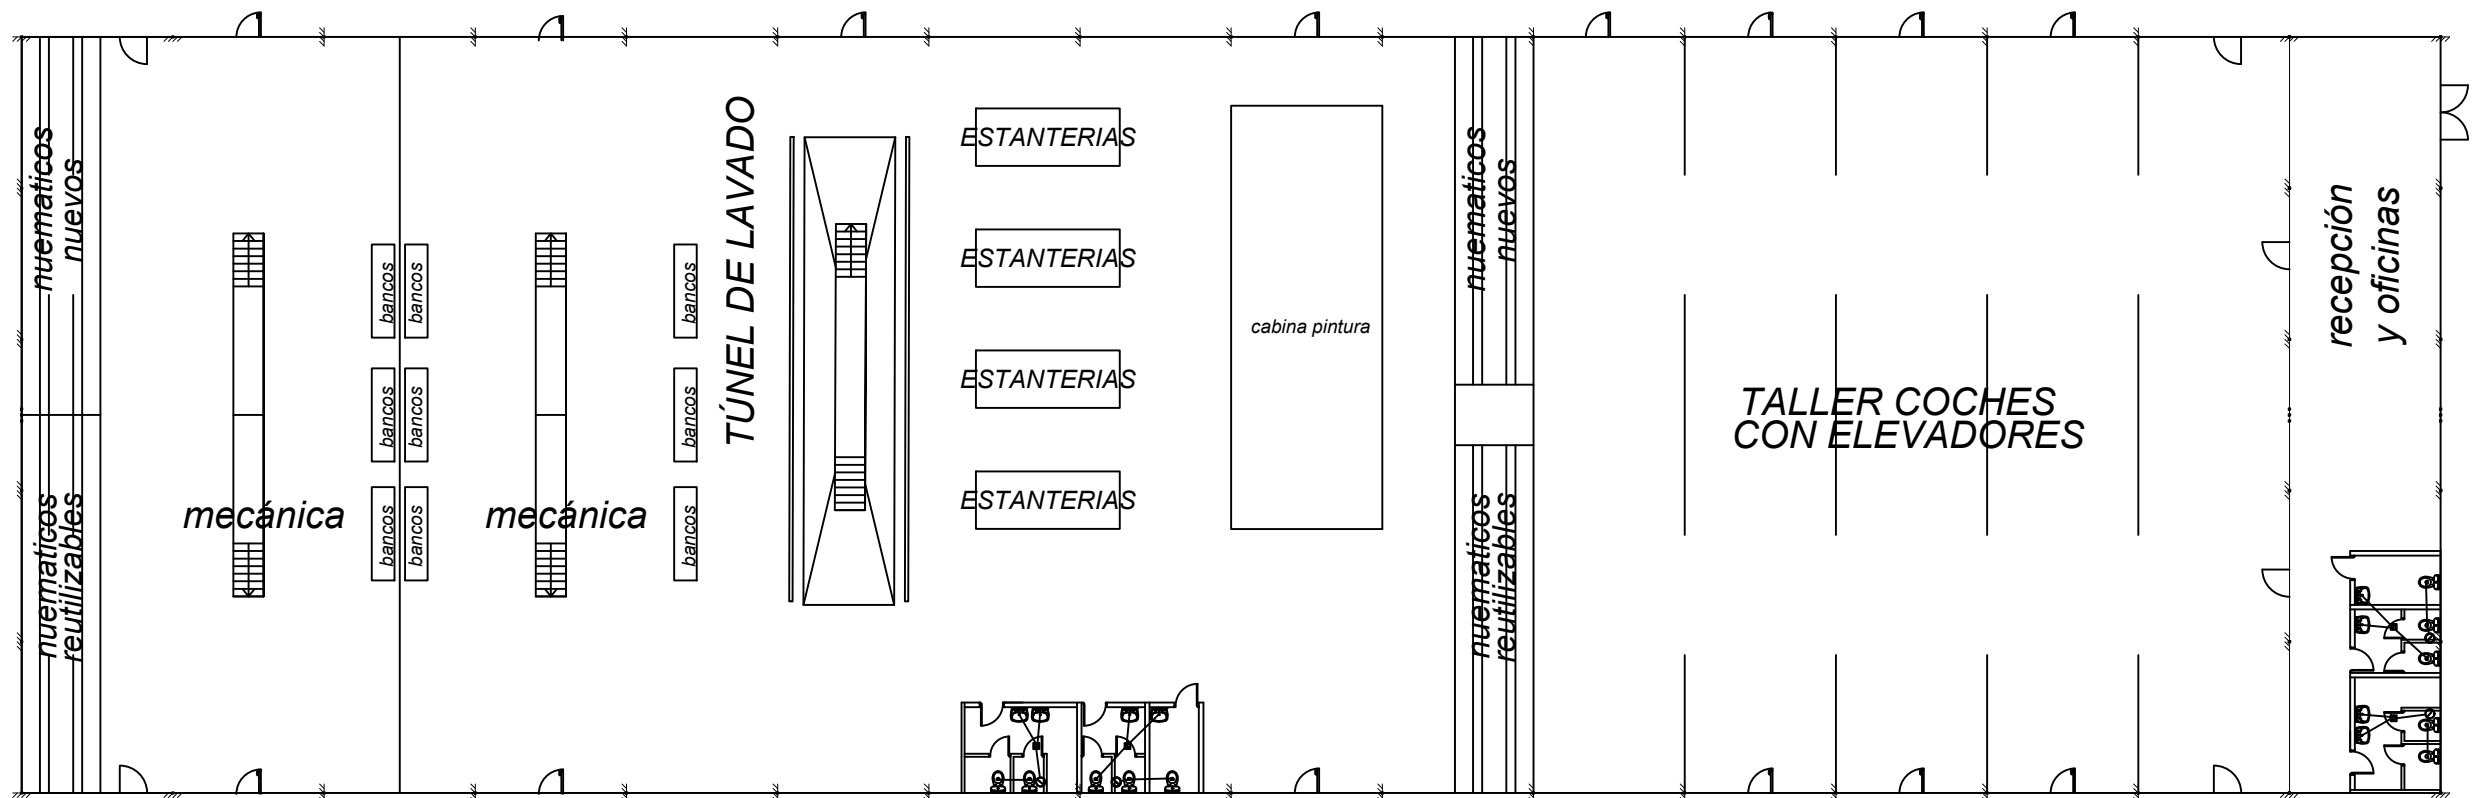 nuematicos
nuevos
nuematicos
reutilizables
mecánica
bancos
bancos
bancos
bancos
bancos
bancos
mecánica
bancos
bancos
bancos
TÚNEL DE LAVADO
ESTANTERIAS
ESTANTERIAS
ESTANTERIAS
ESTANTERIAS
cabina pintura
nuematicos
nuevos
nuematicos
reutilizables
TALLER COCHES
CON ELEVADORES
recepción
y oficinas